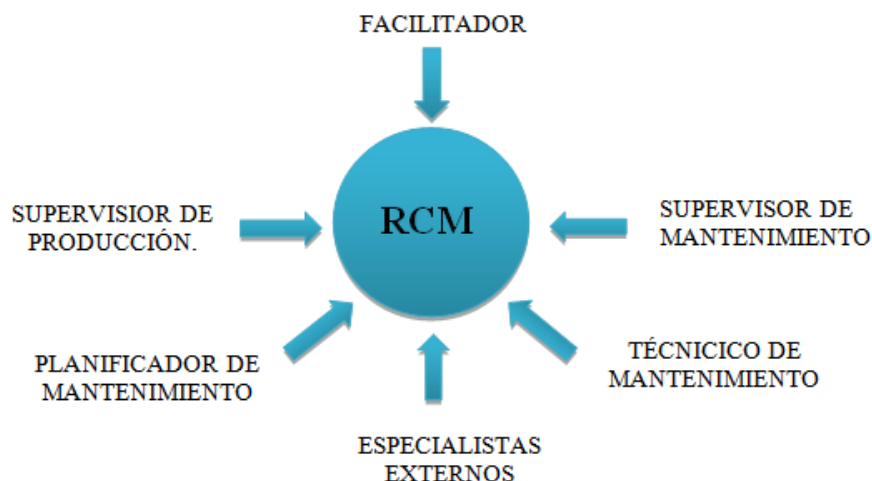 FACILITADOR
SUPERVISIOR DE
PRODUCCIÓN.
RCM
SUPERVISOR DE
MANTENIMIENTO
PLANIFICADOR DE
MANTENIMIENTO
TÉCNICICO DE
MANTENIMIENTO
ESPECIALISTAS
EXTERNOS